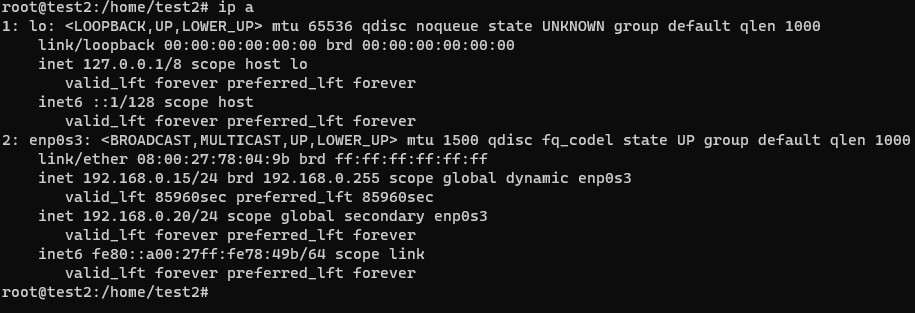 root@test2:/home/test2# ip a
1: lo: <LOOPBACK,UP,LOWER_UP> mtu 65536 qdisc noqueue state UNKNOWN group default qlen 1000
    link/loopback 00:00:00:00:00:00 brd 00:00:00:00:00:00
    inet 127.0.0.1/8 scope host lo
       valid_lft forever preferred_lft forever
    inet6 ::1/128 scope host
       valid_lft forever preferred_lft forever
2: enp0s3: <BROADCAST,MULTICAST,UP,LOWER_UP> mtu 1500 qdisc fq_codel state UP group default qlen 1000
    link/ether 08:00:27:78:04:9b brd ff:ff:ff:ff:ff:ff
    inet 192.168.0.15/24 brd 192.168.0.255 scope global dynamic enp0s3
       valid_lft 85960sec preferred_lft 85960sec
    inet 192.168.0.20/24 scope global secondary enp0s3
       valid_lft forever preferred_lft forever
    inet6 fe80::a00:27ff:fe78:49b/64 scope link
       valid_lft forever preferred_lft forever
root@test2:/home/test2#